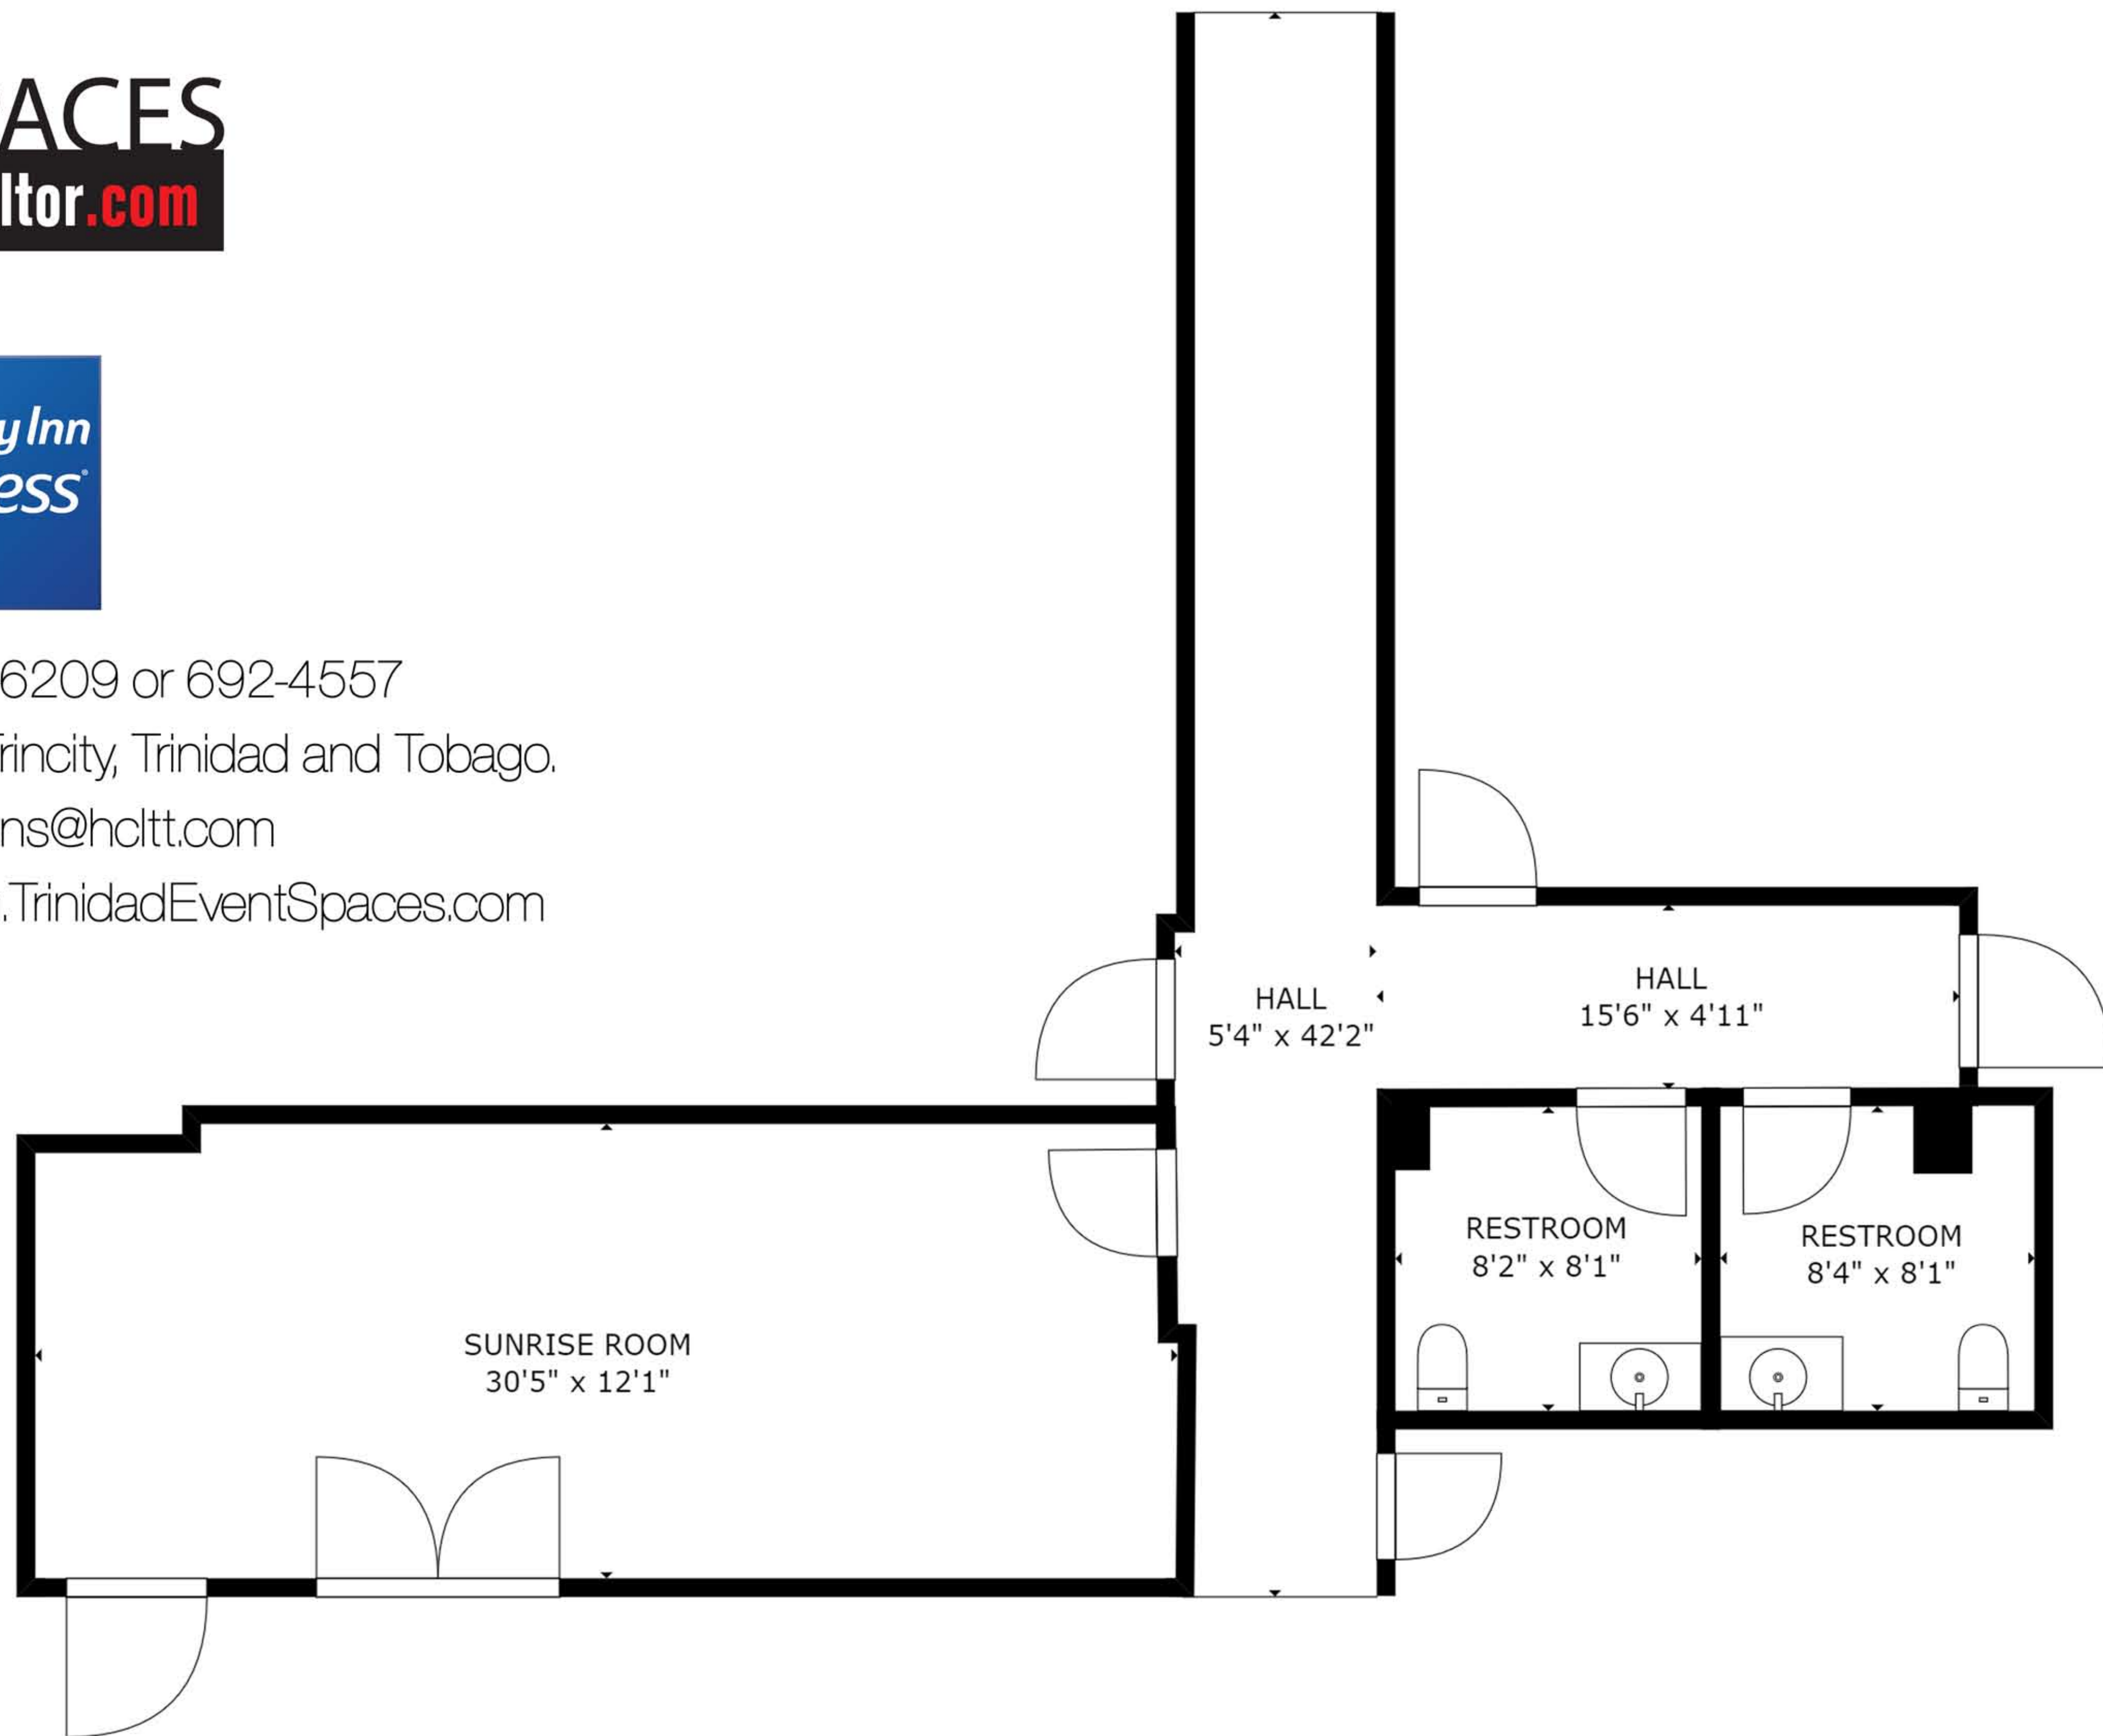 ACES
ltor.com
y Inn
ess®
6209 or 692-4557
rincity, Trinidad and Tobago.
ns@hcltt.com
.TrinidadEventSpaces.com
HALL
5'4" x 42'2"
HALL
15'6" x 4'11"
RESTROOM
8'2" x 8'1"
RESTROOM
8'4" x 8'1"
SUNRISE ROOM
30'5" x 12'1"